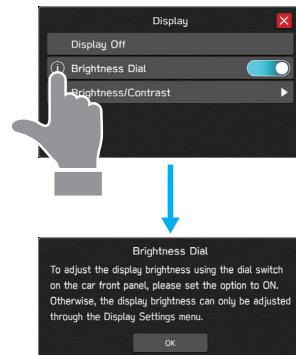 Display
Display Off
Brightness Dial
Brightness/Contrast
Brightness Dial
To adjust the display brightness using the dial switch
on the car front panel, please set the option to ON.
Otherwise, the display brightness can only be adjusted
through the Display Settings menu.
OK